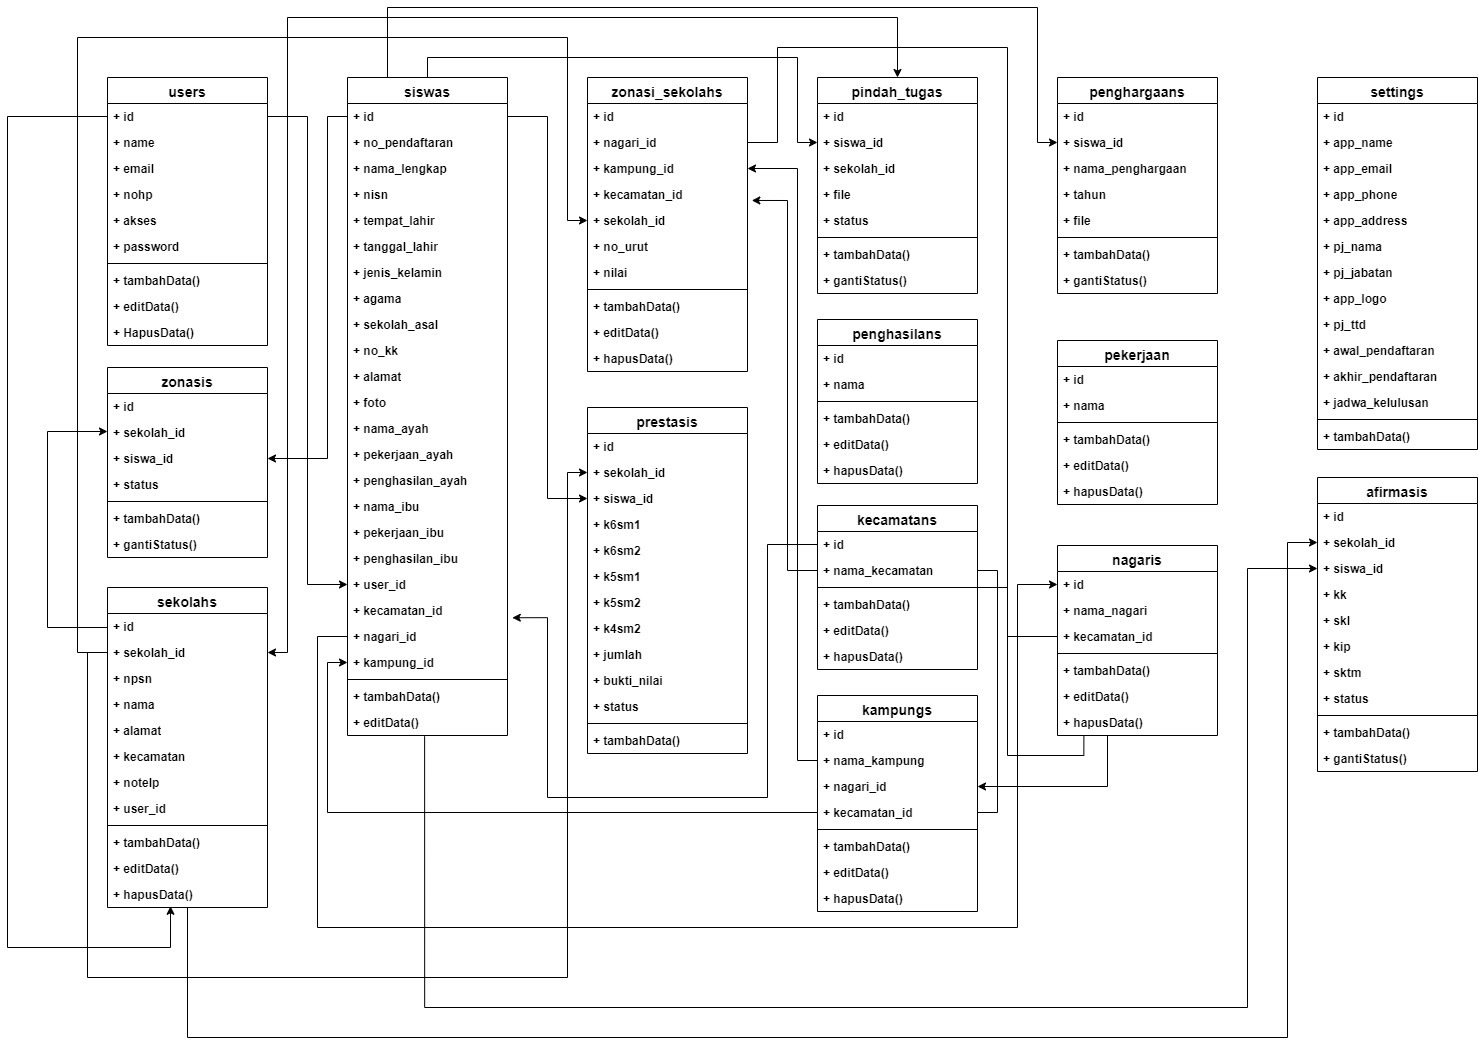 users
+ id
+ name
+ email
+ nohp
+ akses
+ password
+ tambahData()
+ editData()
+ HapusData()
zonasis
+ id
+ sekolah_id
+ siswa_id
+ status
+ tambahData()
+ gantiStatus()
sekolahs
+ id
+ sekolah_id
+ npsn
+ nama
+ alamat
+ kecamatan
+ notelp
+ user_id
+ tambahData()
+ editData()
+ hapusData()
siswas
+ id
+ no_pendaftaran
+ nama_lengkap
+ nisn
+ tempat_lahir
+ tanggal_lahir
+ jenis_kelamin
+ agama
+ sekolah_asal
+ no_kk
+ alamat
+ foto
+ nama_ayah
+ pekerjaan_ayah
+ penghasilan_ayah
+ nama_ibu
+ pekerjaan_ibu
+ penghasilan_ibu
+ user_id
+ kecamatan_id
+ nagari_id
+ kampung_id
+ tambahData()
+ editData()
zonasi_sekolahs
+ id
+ nagari_id
+ kampung_id
+ kecamatan_id
+ sekolah_id
+ no_urut
+ nilai
+ tambahData()
+ editData()
+ hapusData()
prestasis
+ id
+ sekolah_id
+ siswa_id
+ k6sm1
+ k6sm2
+ k5sm1
+ k5sm2
+ k4sm2
+ jumlah
+ bukti_nilai
+ status
+ tambahData()
pindah_tugas
+ id
+ siswa_id
+ sekolah_id
+ file
+ status
+ tambahData()
+ gantiStatus()
penghasilans
+ id
+ nama
+ tambahData()
+ editData()
+ hapusData()
kecamatans
+ id
+ nama_kecamatan
+ tambahData()
+ editData()
+ hapusData()
kampungs
+ id
+ nama_kampung
+ nagari_id
+ kecamatan_id
+ tambahData()
+ editData()
+ hapusData()
penghargaans
+ id
+ siswa_id
+ nama_penghargaan
+ tahun
+ file
+ tambahData()
+ gantiStatus()
pekerjaan
+ id
+ nama
+ tambahData()
+ editData()
+ hapusData()
nagaris
+ id
+ nama_nagari
+ kecamatan_id
+ tambahData()
+ editData()
+ hapusData()
settings
+ id
+ app_name
+ app_email
+ app_phone
+ app_address
+ pj_nama
+ pj_jabatan
+ app_logo
+ pj_ttd
+ awal_pendaftaran
+ akhir_pendaftaran
+ jadwa_kelulusan
+ tambahData()
afirmasis
+ id
+ sekolah_id
+ siswa_id
+ kk
+ skl
+ kip
+ sktm
+ status
+ tambahData()
+ gantiStatus()